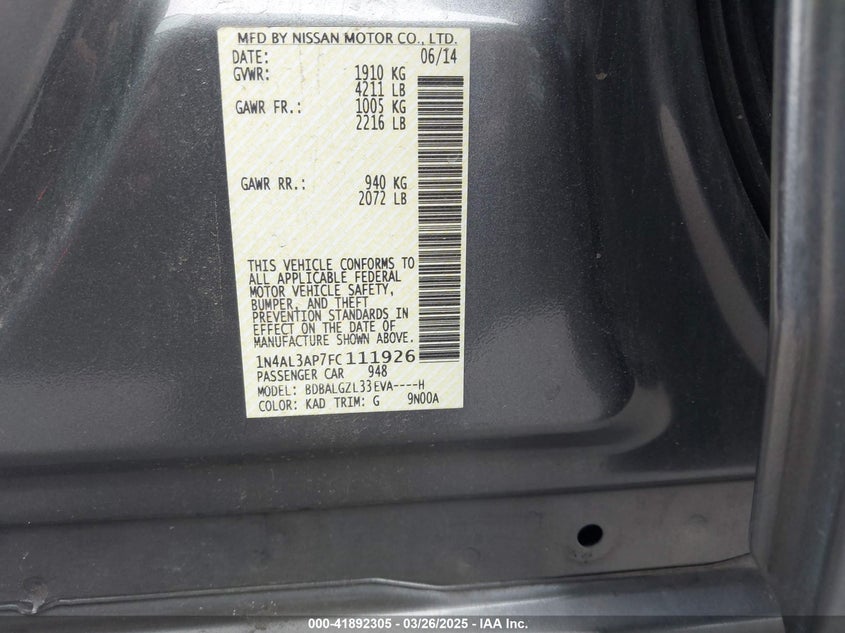 MFD BY NISSAN MOTOR CO., LTD.
DATE: 06/14
GVWR: 1910 KG
4211 LB
GAWR FR.: 1005 KG
2216 LB
GAWR RR.: 940 KG
2072 LB
THIS VEHICLE CONFORMS TO
ALL APPLICABLE FEDERAL
MOTOR VEHICLE SAFETY,
BUMPER, AND THEFT
PREVENTION STANDARDS IN
EFFECT ON THE DATE OF
MANUFACTURE SHOWN ABOVE.
1N4AL3AP7FC111926
PASSENGER CAR 948
MODEL: BDBALGZL33EVA----H
COLOR: KAD TRIM: G 9N00A
000-41892305 - 03/26/2025 - IAA Inc.